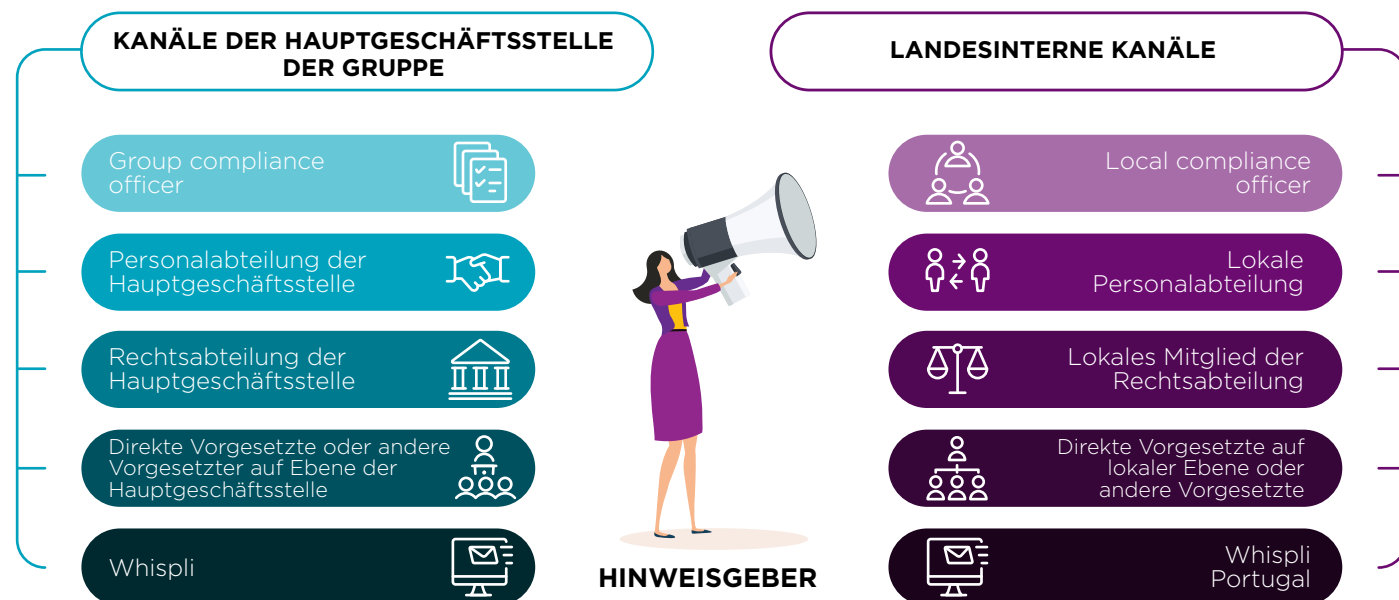 KANÄLE DER HAUPTGESCHÄFTSSTELLE
DER GRUPPE
Group compliance
officer
Personalabteilung der
Hauptgeschäftsstelle
Rechtsabteilung der
Hauptgeschäftsstelle
Direkte Vorgesetzte oder andere
Vorgesetzter auf Ebene der
Hauptgeschäftsstelle
Whispli
HINWEISGEBER
LANDESINTERNE KANÄLE
Local compliance
officer
Lokale
Personalabteilung
Lokales Mitglied der
Rechtsabteilung
Direkte Vorgesetzte auf
lokaler Ebene oder
andere Vorgesetzte
Whispli
Portugal